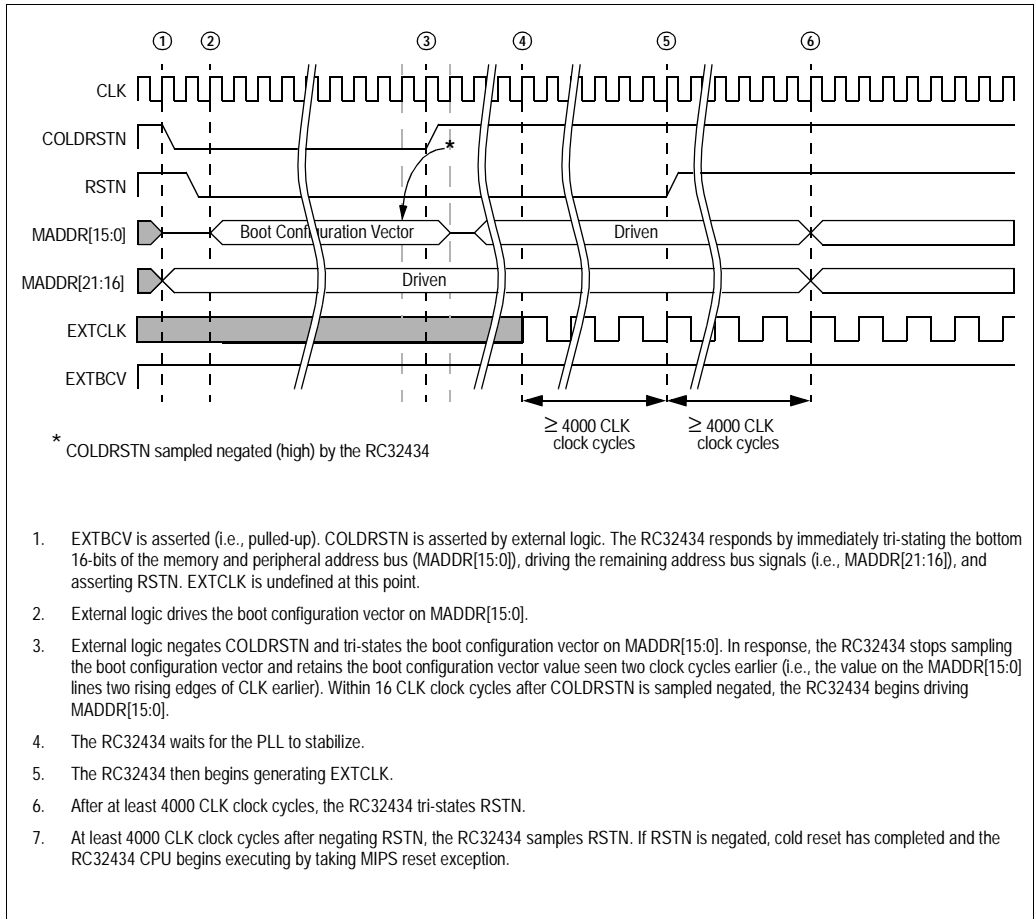 1 2 3 4 5 6
CLK
COLDRSTN
*
RSTN
MADDR[15:0] Boot Configuration Vector Driven
MADDR[21:16] Driven
EXTCLK
EXTBCV
≥ 4000 CLK ≥ 4000 CLK
clock cycles clock cycles
* COLDRSTN sampled negated (high) by the RC32434
1. EXTBCV is asserted (i.e., pulled-up). COLDRSTN is asserted by external logic. The RC32434 responds by immediately tri-stating the bottom
16-bits of the memory and peripheral address bus (MADDR[15:0]), driving the remaining address bus signals (i.e., MADDR[21:16]), and
asserting RSTN. EXTCLK is undefined at this point.
2. External logic drives the boot configuration vector on MADDR[15:0].
3. External logic negates COLDRSTN and tri-states the boot configuration vector on MADDR[15:0]. In response, the RC32434 stops sampling
the boot configuration vector and retains the boot configuration vector value seen two clock cycles earlier (i.e., the value on the MADDR[15:0]
lines two rising edges of CLK earlier). Within 16 CLK clock cycles after COLDRSTN is sampled negated, the RC32434 begins driving
MADDR[15:0].
4. The RC32434 waits for the PLL to stabilize.
5. The RC32434 then begins generating EXTCLK.
6. After at least 4000 CLK clock cycles, the RC32434 tri-states RSTN.
7. At least 4000 CLK clock cycles after negating RSTN, the RC32434 samples RSTN. If RSTN is negated, cold reset has completed and the
RC32434 CPU begins executing by taking MIPS reset exception.